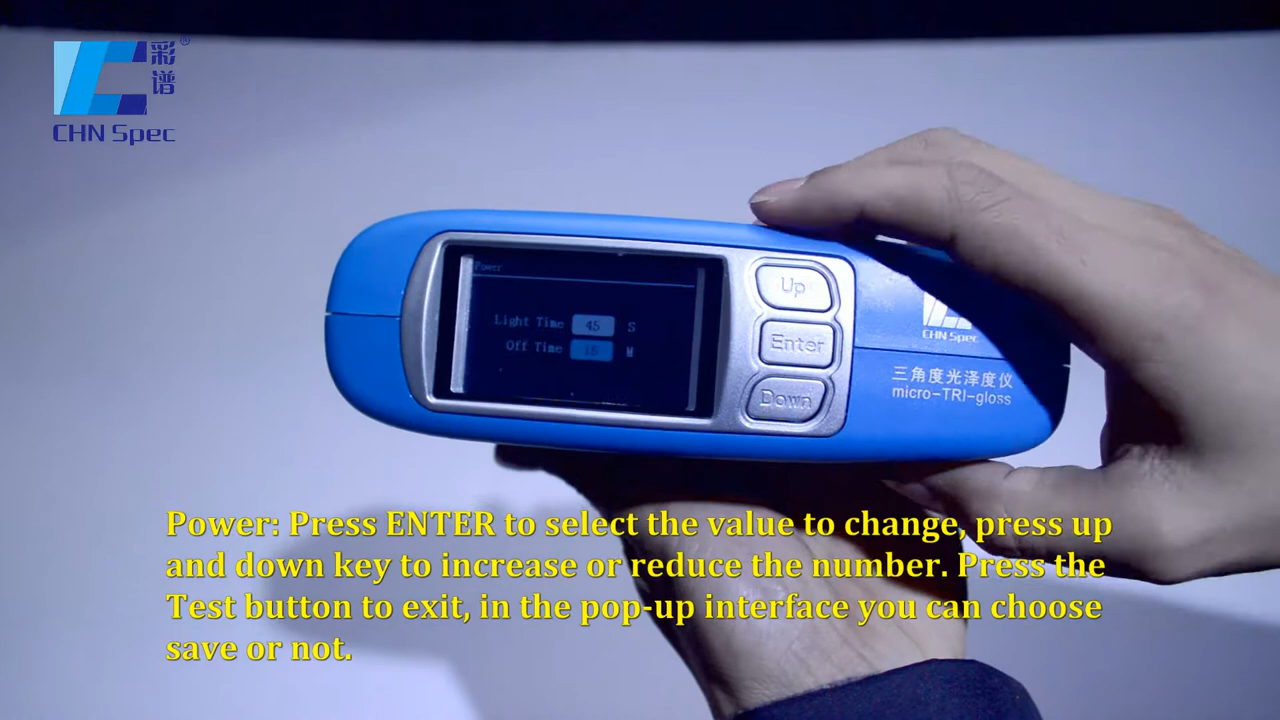 彩谱®
CHN Spec
Power
Light Time 45 S
Off Time 15 M
Up
Enter
Down
CHN Spec
三角度光泽度仪
micro-TRI-gloss
Power: Press ENTER to select the value to change, press up
and down key to increase or reduce the number. Press the
Test button to exit, in the pop-up interface you can choose
save or not.